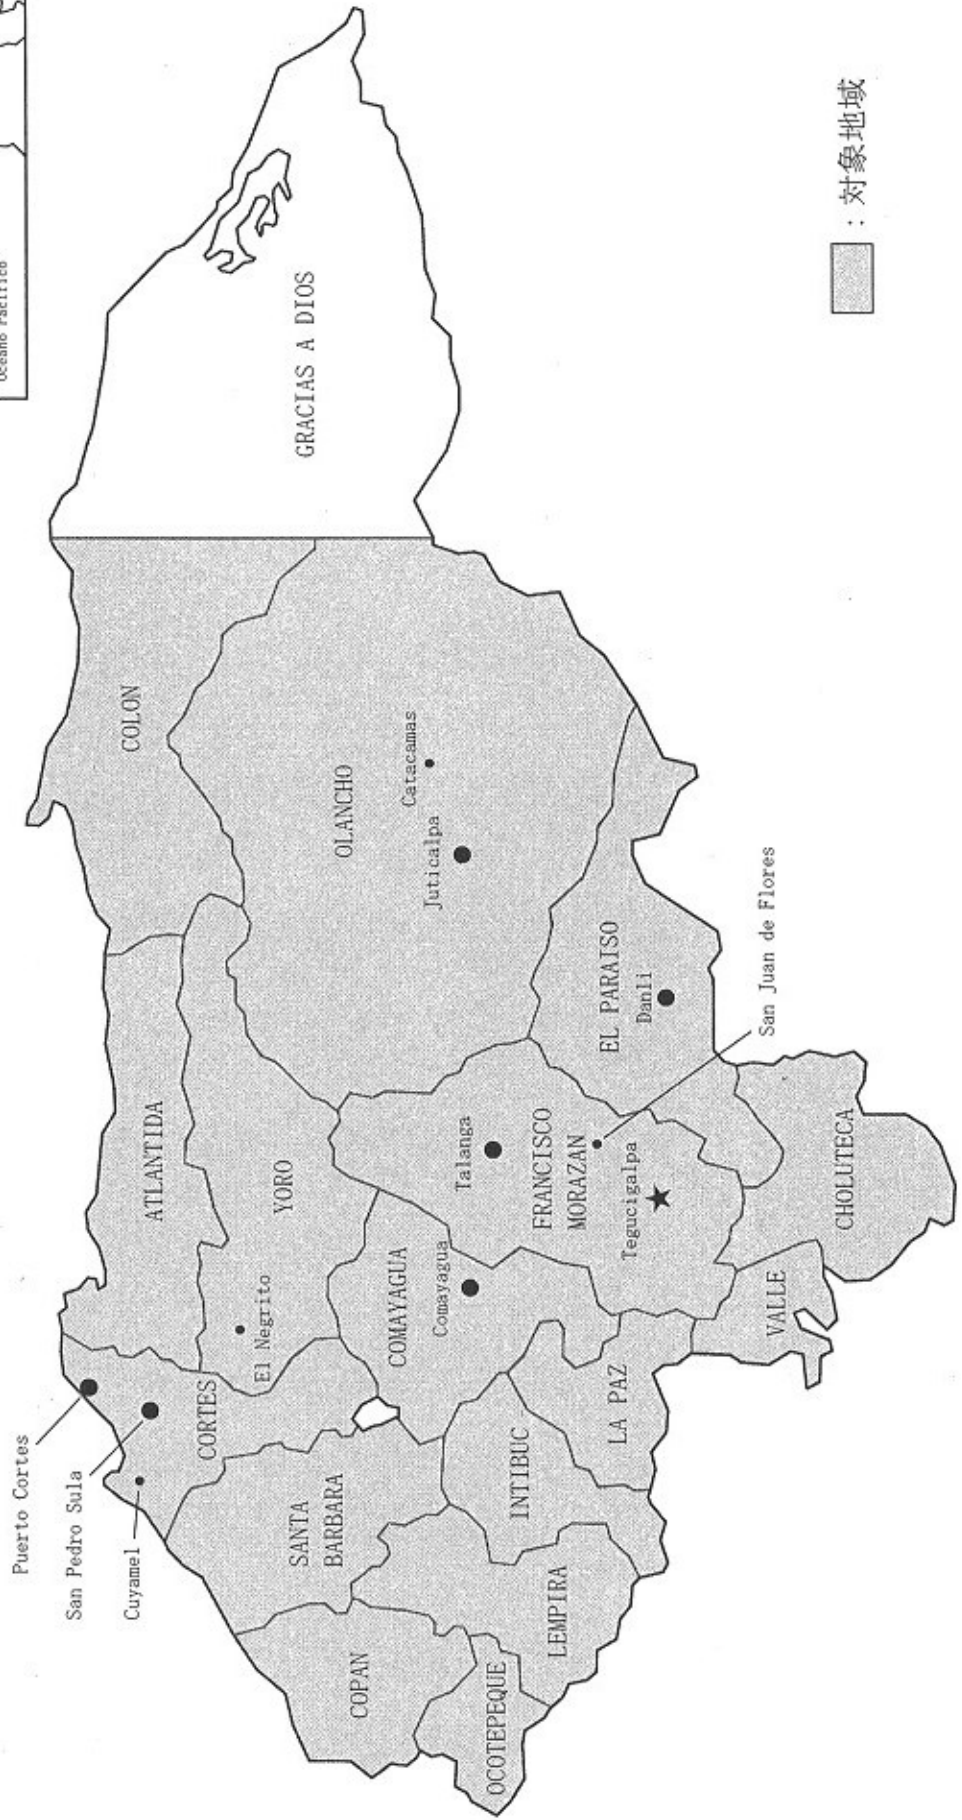 Oceano Pacifico
GRACIAS A DIOS
COLON
OLANCHO
Catacamas
Juticalpa
ATLANTIDA
YORO
El Negrito
EL PARAISO
Danli
San Juan de Flores
Talanga
FRANCISCO
MORAZAN
Tegucigalpa
COMAYAGUA
Comayagua
CHOLUTECA
VALLE
LA PAZ
INTIBUC
CORTES
Puerto Cortes
San Pedro Sula
Cuyamel
SANTA
BARBARA
LEMPIRA
COPAN
OCOTEPEQUE
：対象地域